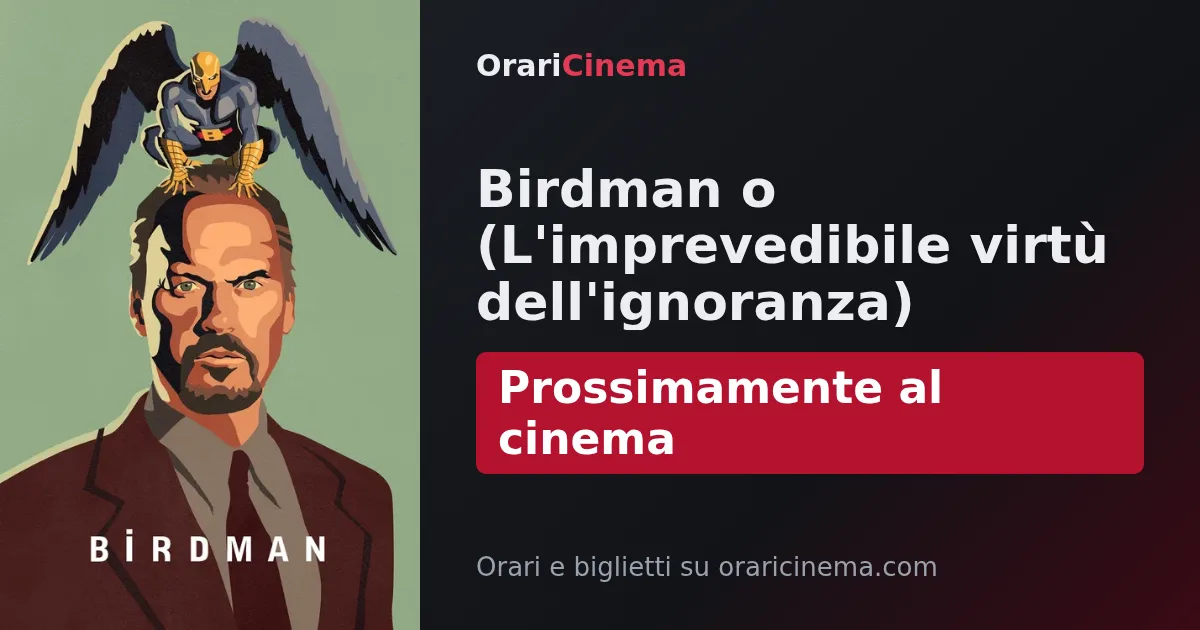 BİRDMAN
OrariCinema
Birdman o
(L'imprevedibile virtù
dell'ignoranza)
Prossimamente al
cinema
Orari e biglietti su oraricinema.com